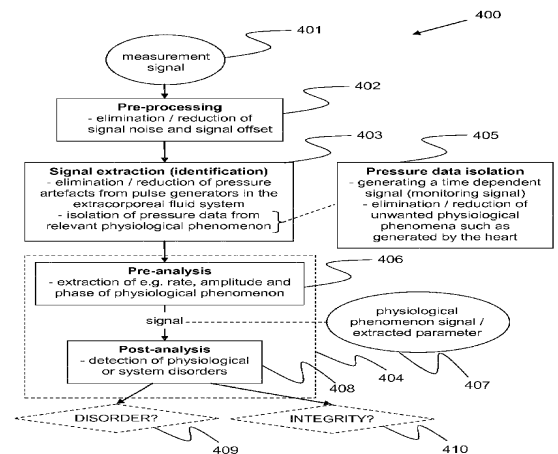 400
401
measurement
signal
402
Pre-processing
- elimination / reduction of
signal noise and signal offset
403
405
Signal extraction (identification)
- elimination / reduction of pressure
artefacts from pulse generators in the
extracorporeal fluid system
- isolation of pressure data from
relevant physiological phenomenon
Pressure data isolation
- generating a time dependent
signal (monitoring signal)
- elimination / reduction of
unwanted physiological
phenomena such as
generated by the heart
Pre-analysis
- extraction of e.g. rate, amplitude and
phase of physiological phenomenon
406
signal
physiological
phenomenon signal /
extracted parameter
Post-analysis
- detection of physiological
or system disorders
408
404
407
DISORDER?
INTEGRITY?
409
410